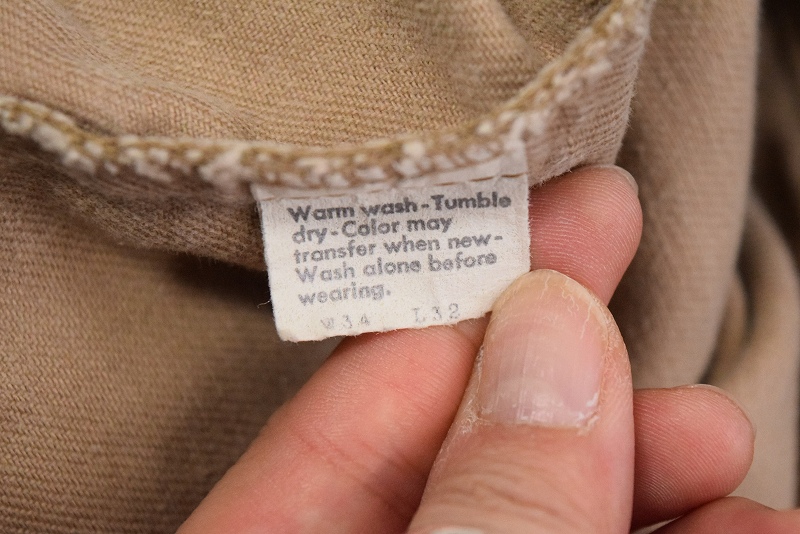 Warm wash-Tumble
dry-Color may
transfer when new-
Wash alone before
wearing.
W34 L32